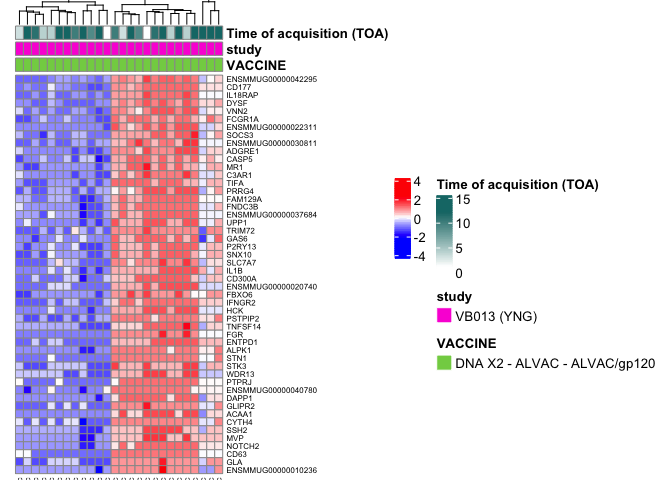 Time of acquisition (TOA)
study
VACCINE
ENSMMUG00000042295
CD177
IL18RAP
DYSF
VNN2
FCGR1A
ENSMMUG00000022311
SOCS3
ENSMMUG00000030811
ADGRE1
CASP5
MR1
C3AR1
TIFA
PRRG4
FAM129A
FNDC3B
ENSMMUG00000037684
UPP1
TRIM72
GAS6
P2RY13
SNX10
SLC7A7
IL1B
CD300A
ENSMMUG00000020740
FBXO6
IFNGR2
HCK
PSTPIP2
TNFSF14
FGR
ENTPD1
ALPK1
STN1
STK3
WDR13
PTPRJ
ENSMMUG00000040780
DAPP1
GLIPR2
ACAA1
CYTH4
SSH2
MVP
NOTCH2
CD63
GLA
ENSMMUG00000010236
4
2
0
-2
-4
Time of acquisition (TOA)
15
10
5
0
study
VB013 (YNG)
VACCINE
DNA X2 - ALVAC - ALVAC/gp120